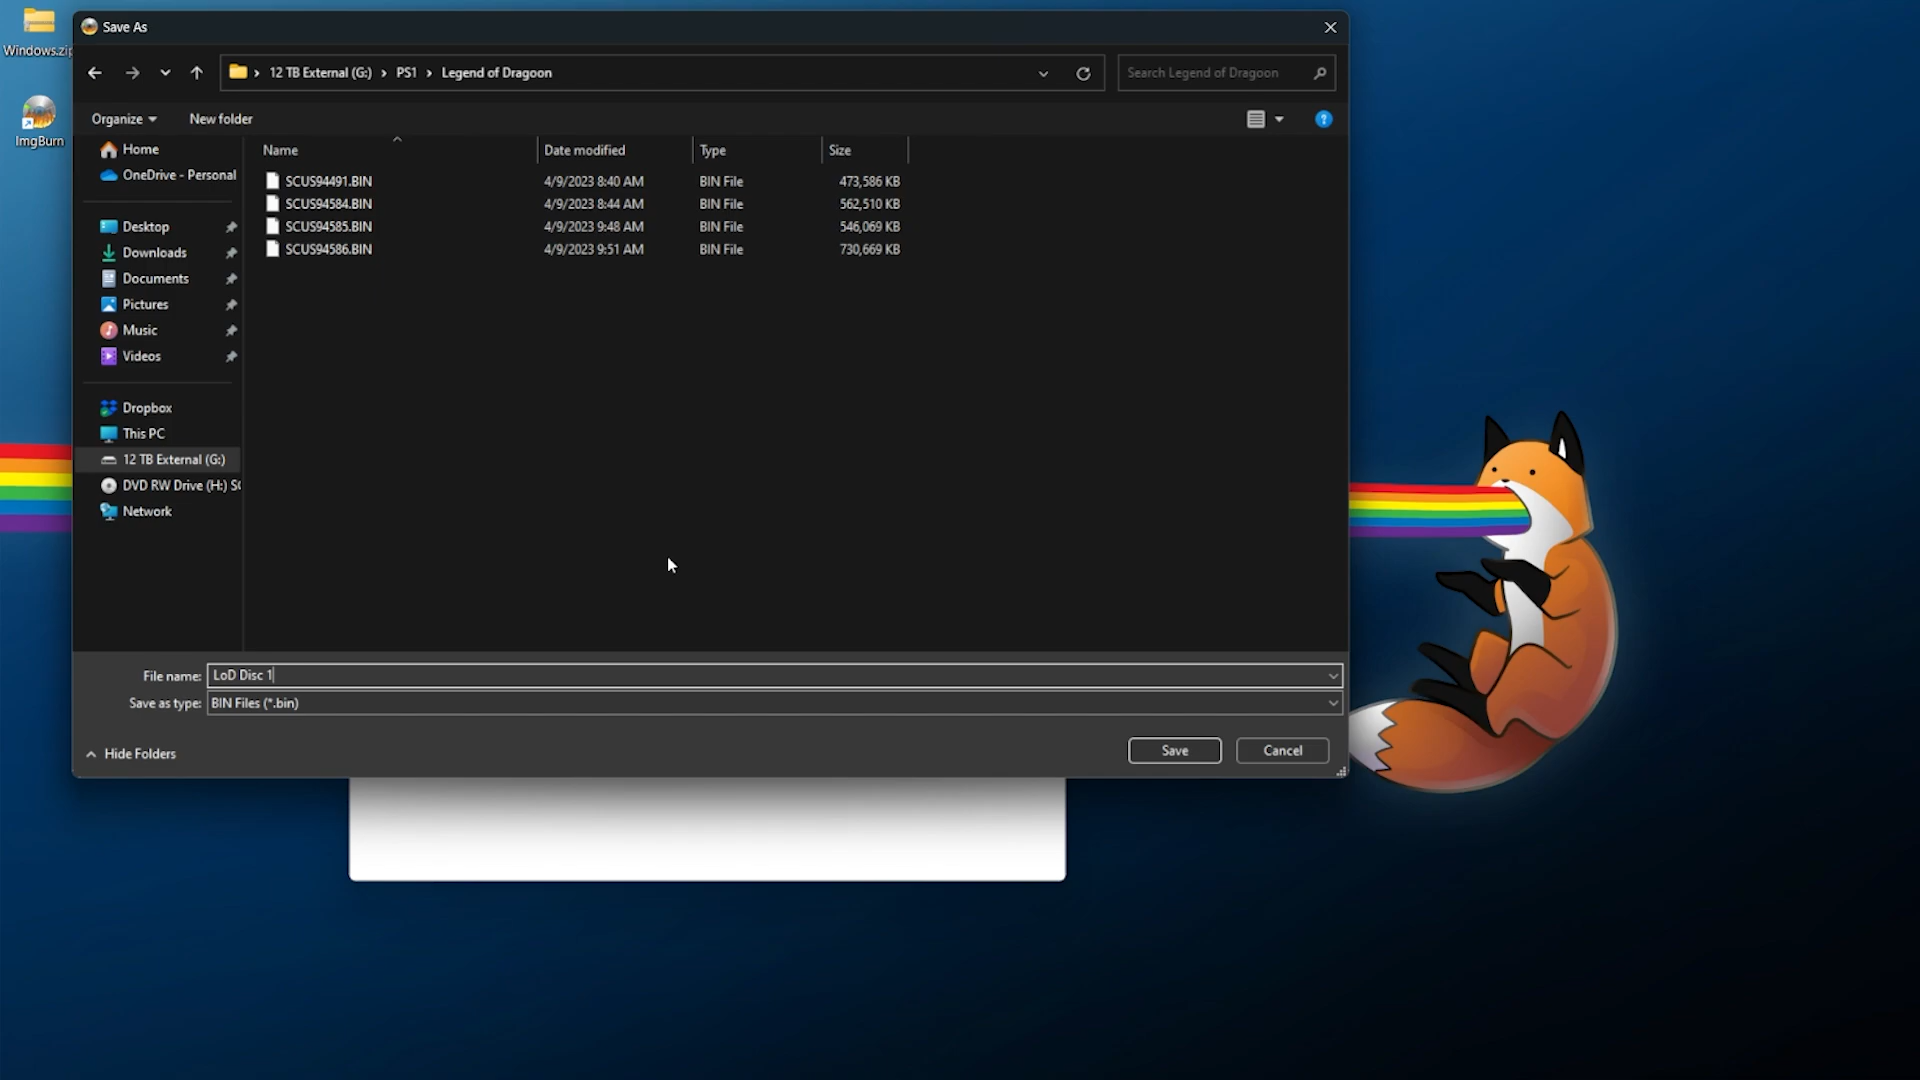 Windows.zip
ImgBurn
Save As
12 TB External (G:) › PS1 › Legend of Dragoon
Search Legend of Dragoon
Organize
New folder
Home
OneDrive - Personal
Desktop
Downloads
Documents
Pictures
Music
Videos
Dropbox
This PC
12 TB External (G:)
DVD RW Drive (H:) SC
Network
Name Date modified Type Size
SCUS94491.BIN 4/9/2023 8:40 AM BIN File 473,586 KB
SCUS94584.BIN 4/9/2023 8:44 AM BIN File 562,510 KB
SCUS94585.BIN 4/9/2023 9:48 AM BIN File 546,069 KB
SCUS94586.BIN 4/9/2023 9:51 AM BIN File 730,669 KB
File name: LoD Disc 1
Save as type: BIN Files (*.bin)
Hide Folders
Save
Cancel